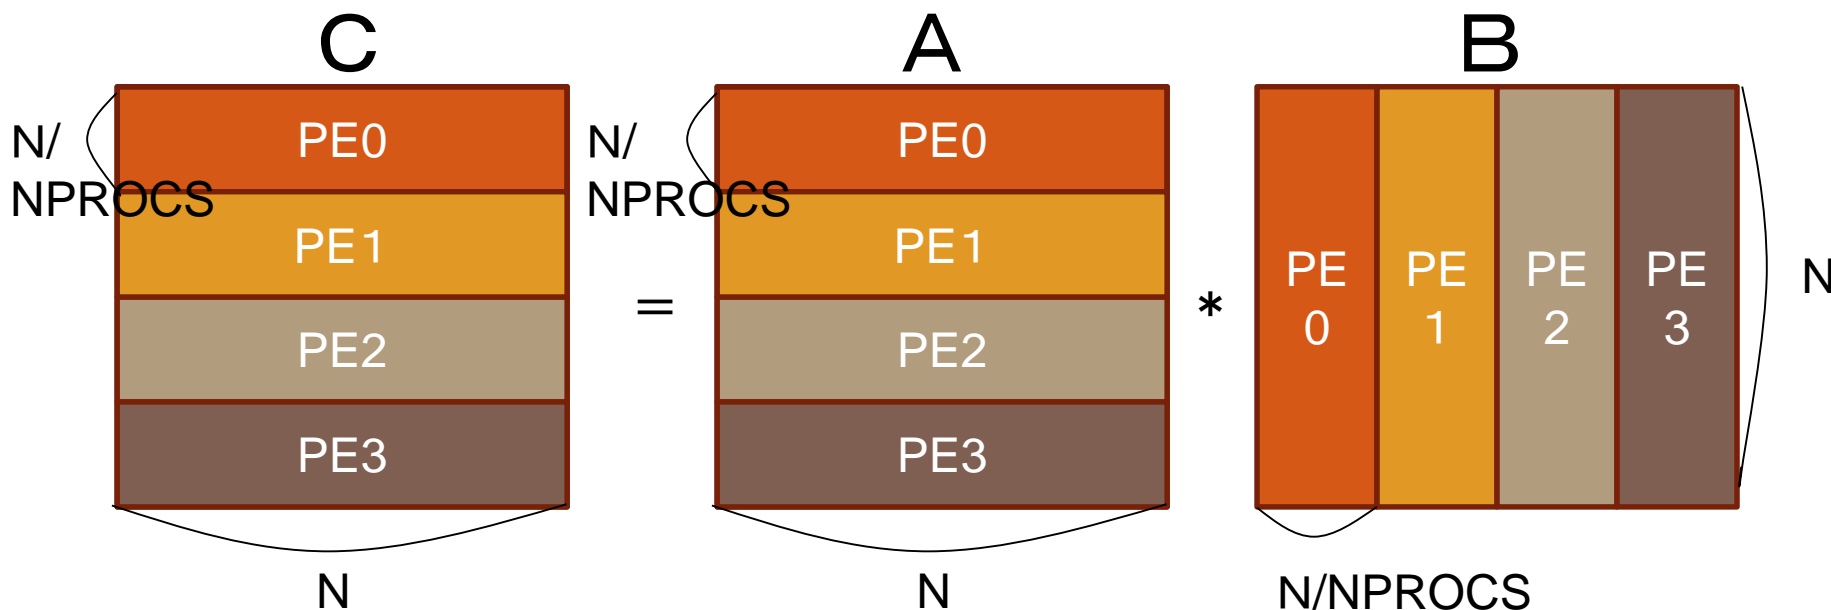 C
A
B
N/
NPROCS
PE0
PE1
PE2
PE3
N
=
N/
NPROCS
PE0
PE1
PE2
PE3
N
*
PE
0
PE
1
PE
2
PE
3
N
N/NPROCS